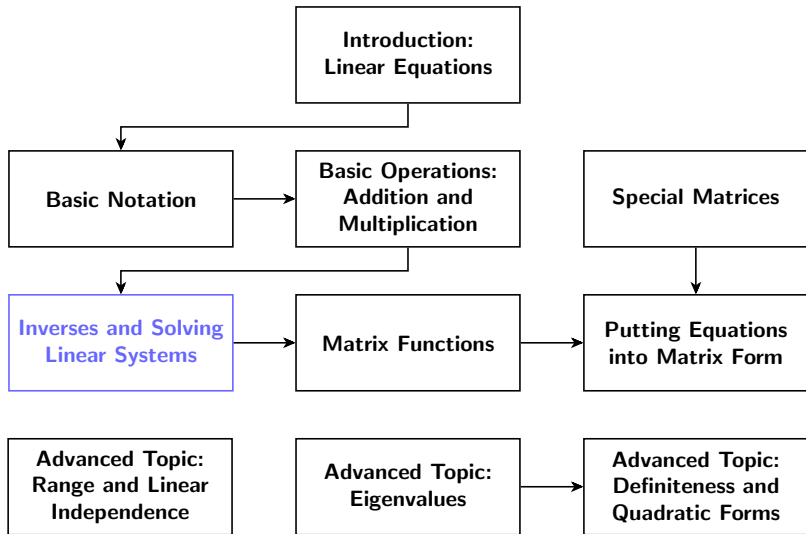 Introduction:
Linear Equations
Basic Notation
Basic Operations:
Addition and
Multiplication
Special Matrices
Inverses and Solving
Linear Systems
Matrix Functions
Putting Equations
into Matrix Form
Advanced Topic:
Range and Linear
Independence
Advanced Topic:
Eigenvalues
Advanced Topic:
Definiteness and
Quadratic Forms